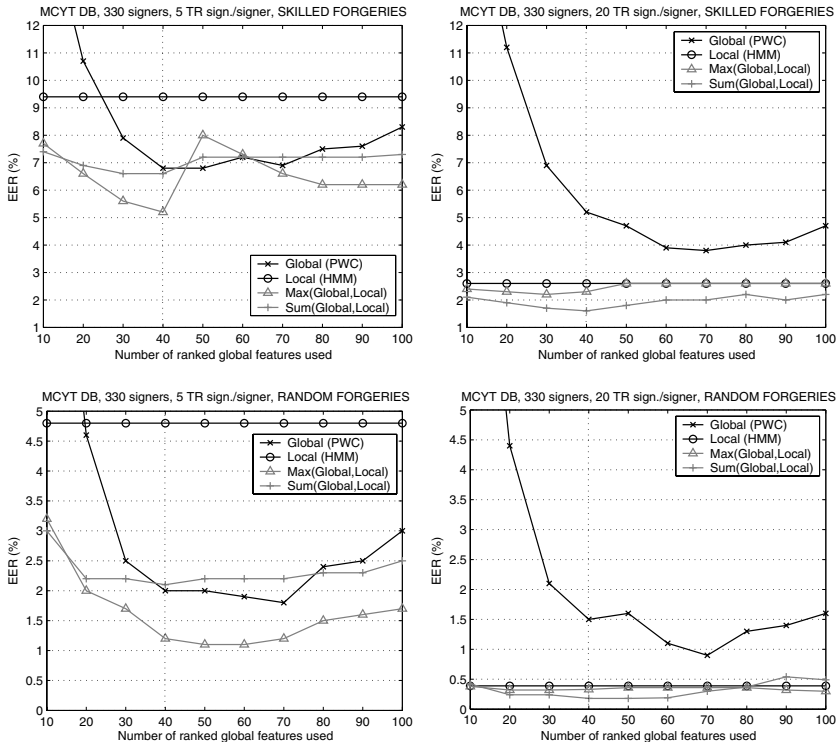 MCYT DB, 330 signers, 5 TR sign./signer, SKILLED FORGERIES
12
11
10
9
8
7
6
5
4
3
2
1
EER (%)
10 20 30 40 50 60 70 80 90 100
Number of ranked global features used
Global (PWC)
Local (HMM)
Max(Global,Local)
Sum(Global,Local)
MCYT DB, 330 signers, 20 TR sign./signer, SKILLED FORGERIES
12
11
10
9
8
7
6
5
4
3
2
1
EER (%)
10 20 30 40 50 60 70 80 90 100
Number of ranked global features used
Global (PWC)
Local (HMM)
Max(Global,Local)
Sum(Global,Local)
MCYT DB, 330 signers, 5 TR sign./signer, RANDOM FORGERIES
5
4.5
4
3.5
3
2.5
2
1.5
1
0.5
0
EER (%)
10 20 30 40 50 60 70 80 90 100
Number of ranked global features used
Global (PWC)
Local (HMM)
Max(Global,Local)
Sum(Global,Local)
MCYT DB, 330 signers, 20 TR sign./signer, RANDOM FORGERIES
5
4.5
4
3.5
3
2.5
2
1.5
1
0.5
0
EER (%)
10 20 30 40 50 60 70 80 90 100
Number of ranked global features used
Global (PWC)
Local (HMM)
Max(Global,Local)
Sum(Global,Local)